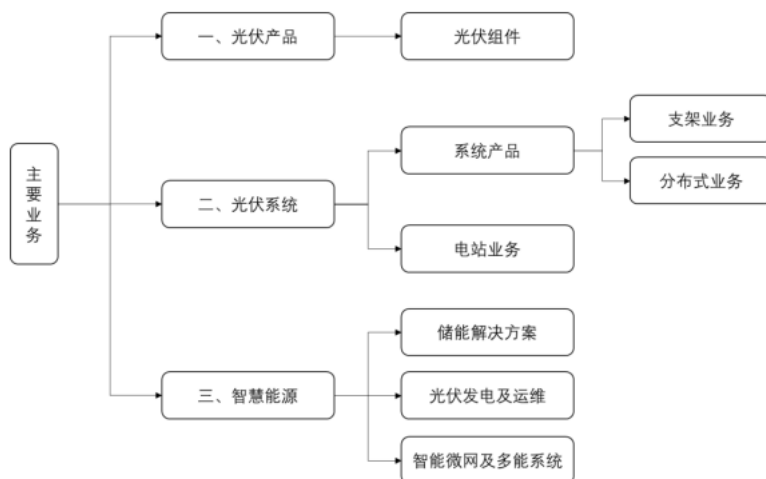 主要业务
一、光伏产品
光伏组件
二、光伏系统
系统产品
支架业务
分布式业务
电站业务
三、智慧能源
储能解决方案
光伏发电及运维
智能微网及多能系统